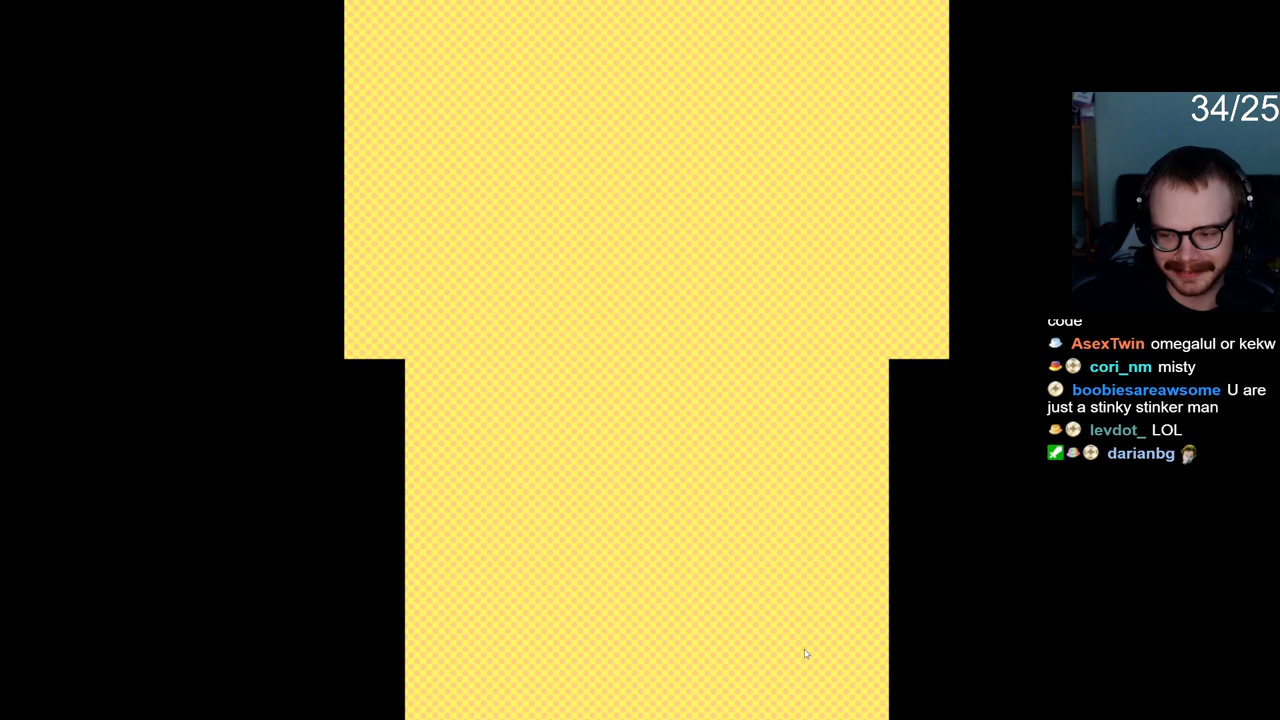 34/25
code
AsexTwin omegalul or kekw
cori_nm misty
boobiesareawsome U are
just a stinky stinker man
levdot_ LOL
darianbg